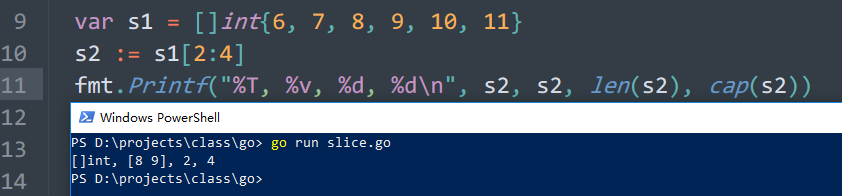 9 var s1 = []int{6, 7, 8, 9, 10, 11}
10 s2 := s1[2:4]
11 fmt.Printf("%T, %v, %d, %d\n", s2, s2, len(s2), cap(s2))
12
Windows PowerShell
13 PS D:\projects\class\go> go run slice.go
[]int, [8 9], 2, 4
14 PS D:\projects\class\go>